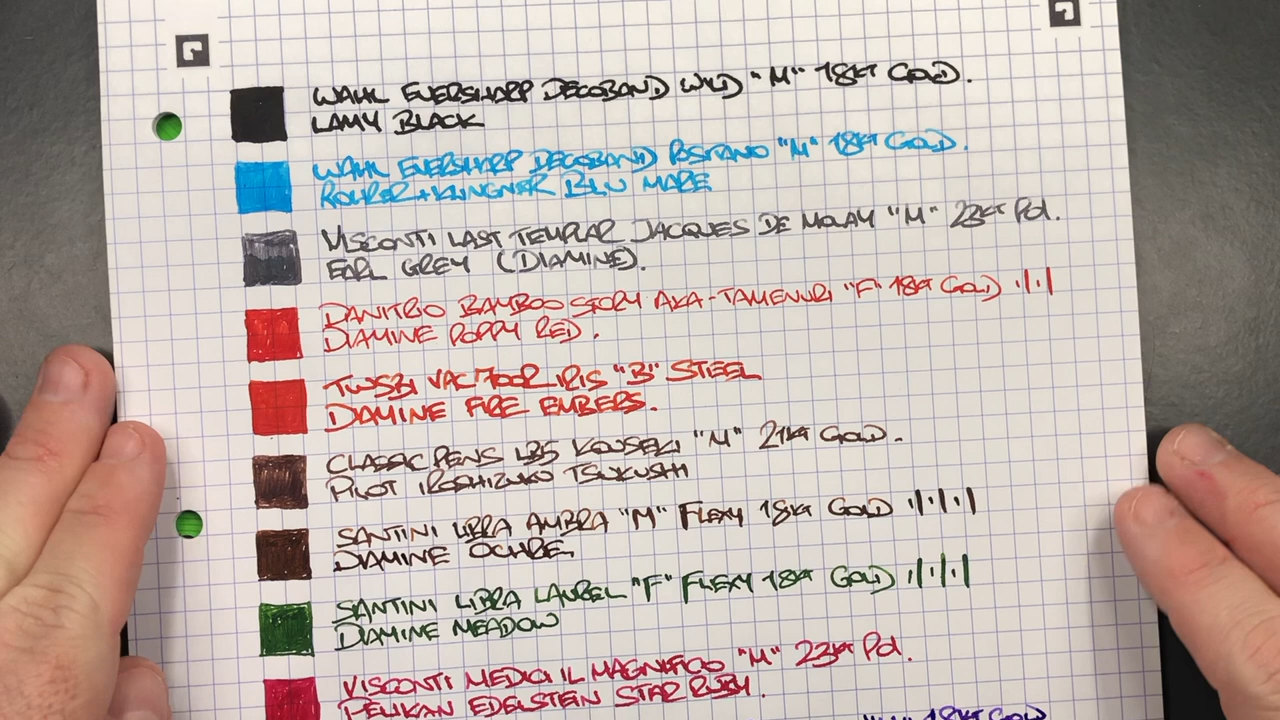 WAHL EVERSHARP DECOBAND WILD "M" 18KT GOLD.
LAMY BLACK
WAHL EVERSHARP DECOBAND POSITANO "M" 18KT GOLD.
ROHRER+KLINGNER BLU MARE
VISCONTI LAST TEMPLAR JACQUES DE MOLAY "M" 23KT Pd.
EARL GREY (DIAMINE).
DANITRIO BAMBOO STORY AKA-TAMENURI "F" 18KT GOLD
DIAMINE POPPY RED.
TWSBI VAC700R IRIS "B" STEEL
DIAMINE FIRE EMBERS.
CLASSIC PENS LB5 "M" 21KT GOLD.
PILOT IROSHIZUKU TSUKUSHI
SANTINI LIBRA AMBRA "M" FLEXY 18KT GOLD
DIAMINE OCHRE.
SANTINI LIBRA LAUREL "F" FLEXY 18KT GOLD
DIAMINE MEADOW
VISCONTI MEDICI IL MAGNIFICO "M" 23KT Pd.
PELIKAN EDELSTEIN STAR RUBY.
"M" 18KT GOLD